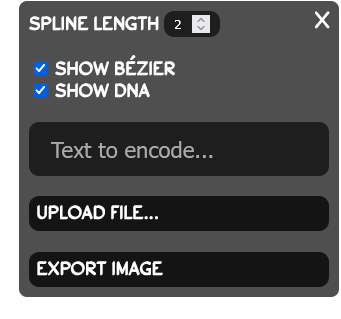 SPLINE LENGTH 2 X
SHOW BÉZIER
SHOW DNA
Text to encode...
UPLOAD FILE...
EXPORT IMAGE